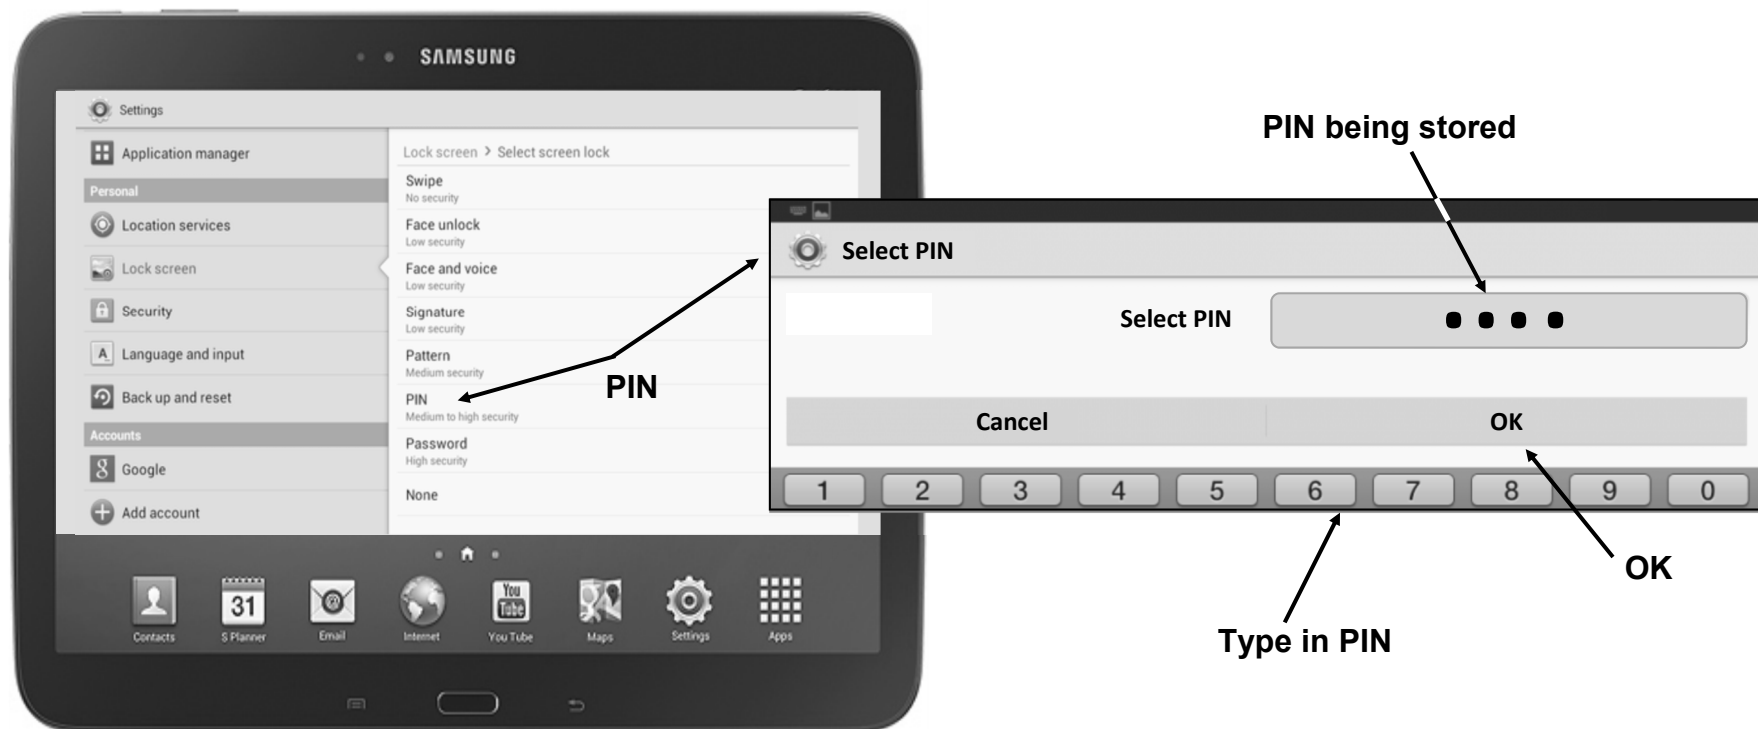 SAMSUNG
Settings
Application manager
Personal
Location services
Lock screen
Security
A Language and input
Back up and reset
Accounts
8 Google
Add account
Lock screen > Select screen lock
Swipe
No security
Face unlock
Low security
Face and voice
Low security
Signature
Low security
Pattern
Medium security
PIN
Medium to high security
Password
High security
None
PIN
31
You
Tube
Contacts
S Planner
Email
Internet
You Tube
Maps
Settings
Apps
PIN being stored
Select PIN
Select PIN
Cancel
OK
1 2 3 4 5 6 7 8 9 0
OK
Type in PIN